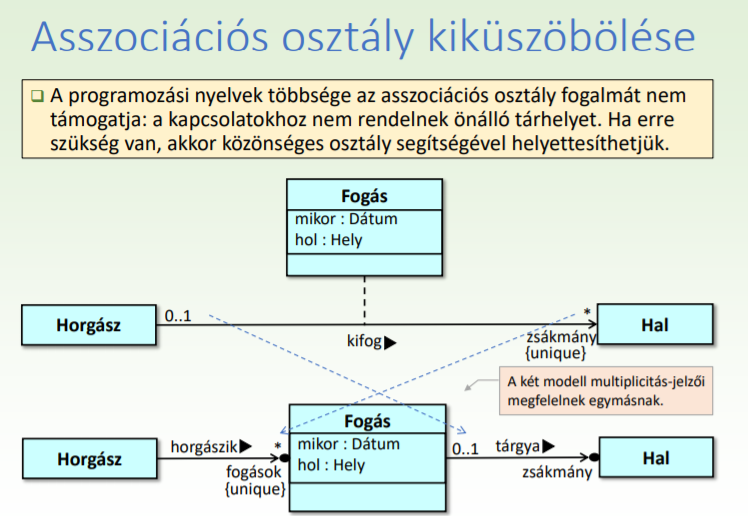 Asszociációs osztály kiküszöbölése
A programozási nyelvek többsége az asszociációs osztály fogalmát nem
támogatja: a kapcsolatokhoz nem rendelnek önálló tárhelyet. Ha erre
szükség van, akkor közönséges osztály segítségével helyettesíthetjük.
Fogás
mikor : Dátum
hol : Hely
Horgász
0..1
kifog
*
zsákmány
{unique}
Hal
A két modell multiplicitás-jelzői
megfelelnek egymásnak.
Horgász
horgászik
*
fogások
{unique}
Fogás
mikor : Dátum
hol : Hely
0..1
tárgya
zsákmány
Hal